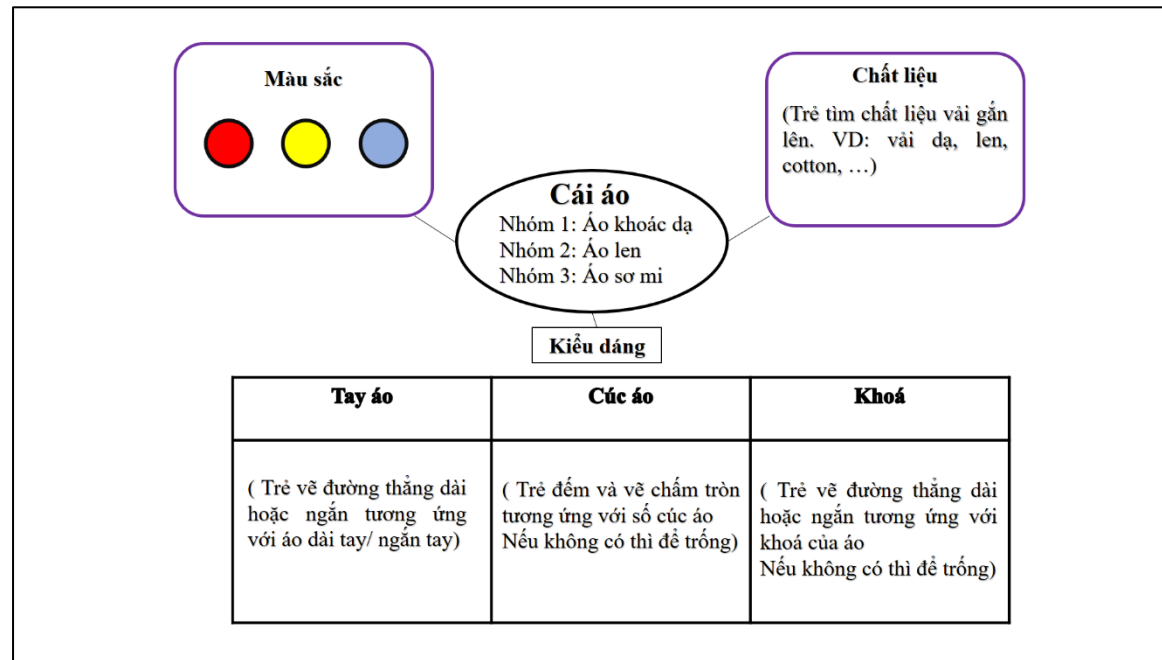 Màu sắc
Chất liệu
(Trẻ tìm chất liệu vải gắn
lên. VD: vải dạ, len,
cotton, …)
Cái áo
Nhóm 1: Áo khoác dạ
Nhóm 2: Áo len
Nhóm 3: Áo sơ mi
Kiểu dáng
Tay áo
Cúc áo
Khoá
( Trẻ vẽ đường thẳng dài
hoặc ngắn tương ứng
với áo dài tay/ ngắn tay)
( Trẻ đếm và vẽ chấm tròn
tương ứng với số cúc áo
Nếu không có thì để trống)
( Trẻ vẽ đường thẳng dài
hoặc ngắn tương ứng với
khoá của áo
Nếu không có thì để trống)